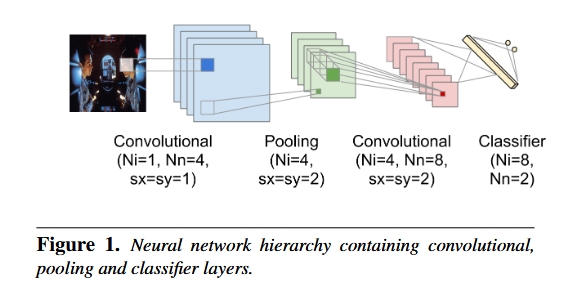 Convolutional
(Ni=1, Nn=4,
sx=sy=1)
Pooling
(Ni=4,
sx=sy=2)
Convolutional
(Ni=4, Nn=8,
sx=sy=2)
Classifier
(Ni=8,
Nn=2)
Figure 1. Neural network hierarchy containing convolutional,
pooling and classifier layers.